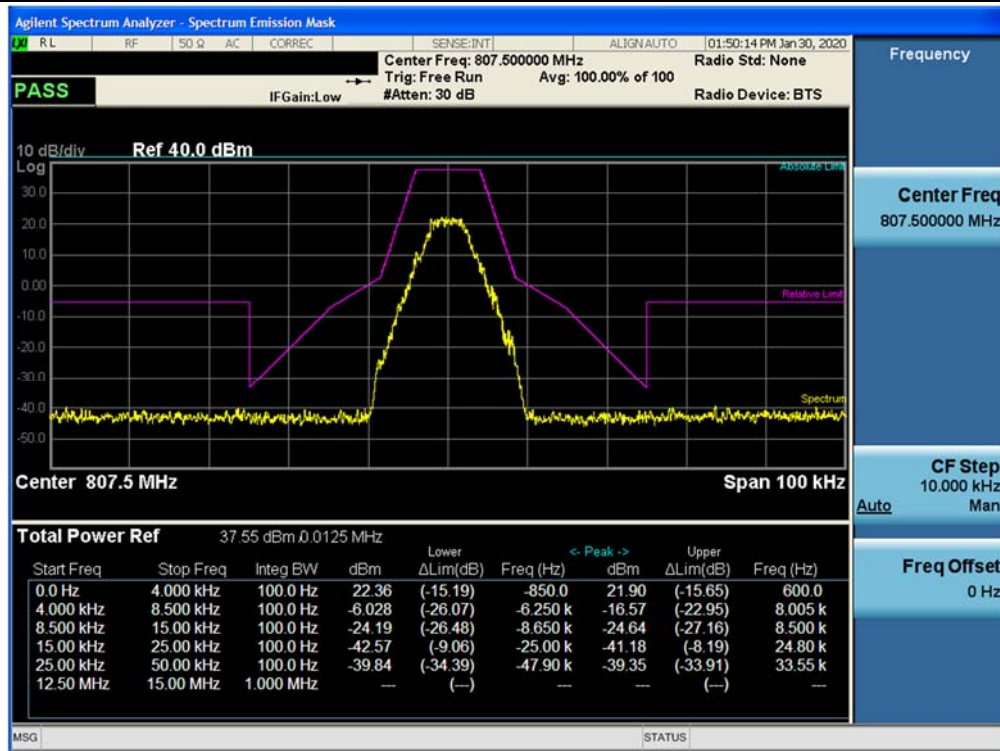 Agilent Spectrum Analyzer - Spectrum Emission Mask
LXI RL RF 50 Ω AC CORREC SENSE:INT ALIGN AUTO 01:50:14 PM Jan 30, 2020
Center Freq: 807.500000 MHz Radio Std: None
Trig: Free Run Avg: 100.00% of 100
PASS IFGain:Low #Atten: 30 dB Radio Device: BTS
10 dB/div Ref 40.0 dBm
Log
Absolute Limit
30.0
20.0
10.0
0.00
Relative Limit
-10.0
-20.0
-30.0
Spectrum
-40.0
-50.0
Center 807.5 MHz Span 100 kHz
Total Power Ref 37.55 dBm / 0.0125 MHz
Lower <- Peak -> Upper
Start Freq Stop Freq Integ BW dBm ΔLim(dB) Freq (Hz) dBm ΔLim(dB) Freq (Hz)
0.0 Hz 4.000 kHz 100.0 Hz 22.36 (-15.19) -850.0 21.90 (-15.65) 600.0
4.000 kHz 8.500 kHz 100.0 Hz -6.028 (-26.07) -6.250 k -16.57 (-22.95) 8.005 k
8.500 kHz 15.00 kHz 100.0 Hz -24.19 (-26.48) -8.650 k -24.64 (-27.16) 8.500 k
15.00 kHz 25.00 kHz 100.0 Hz -42.57 (-9.06) -25.00 k -41.18 (-8.19) 24.80 k
25.00 kHz 50.00 kHz 100.0 Hz -39.84 (-34.39) -47.90 k -39.35 (-33.91) 33.55 k
12.50 MHz 15.00 MHz 1.000 MHz --- (---) --- --- (---) ---
MSG STATUS
Frequency
Center Freq
807.500000 MHz
CF Step
10.000 kHz
Auto Man
Freq Offset
0 Hz